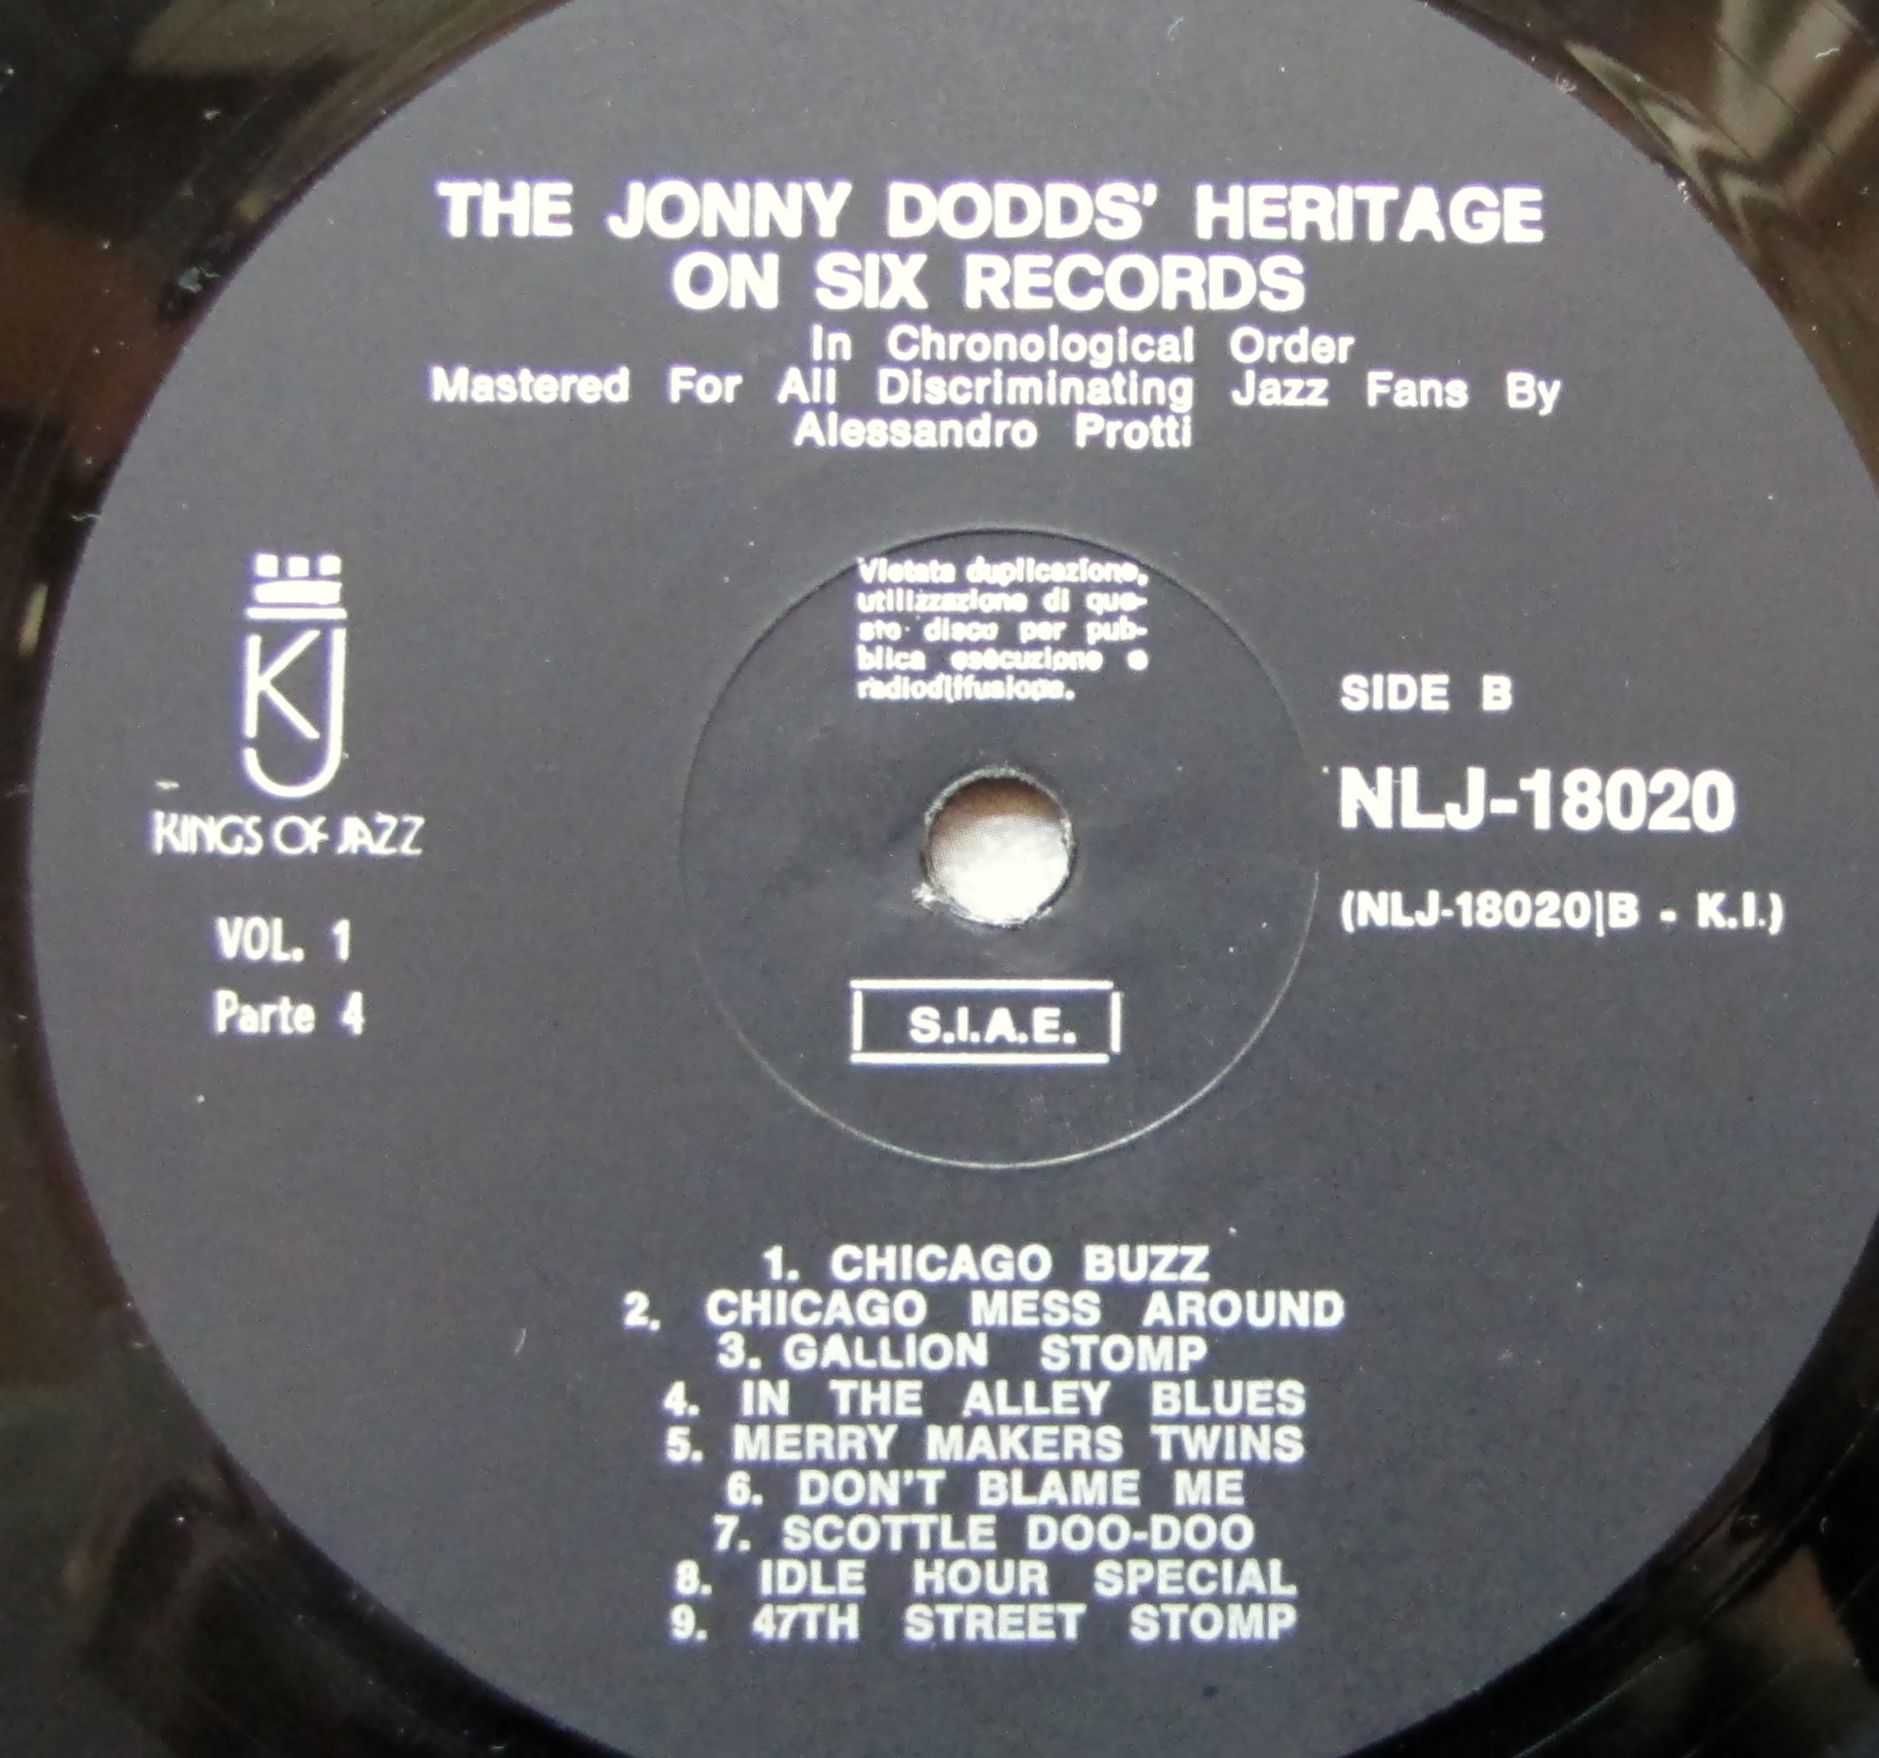 THE JONNY DODDS' HERITAGE
ON SIX RECORDS
In Chronological Order
Mastered For All Discriminating Jazz Fans By
Alessandro Protti
Vietata duplicazione,
utilizzazione di que-
sto disco per pub-
blica esecuzione e
radiodiffusione.
KJ
KINGS OF JAZZ
VOL. 1
Parte 4
SIDE B
NLJ-18020
(NLJ-18020|B - K.I.)
S.I.A.E.
1. CHICAGO BUZZ
2. CHICAGO MESS AROUND
3. GALLION STOMP
4. IN THE ALLEY BLUES
5. MERRY MAKERS TWINS
6. DON'T BLAME ME
7. SCOTTLE DOO-DOO
8. IDLE HOUR SPECIAL
9. 47TH STREET STOMP